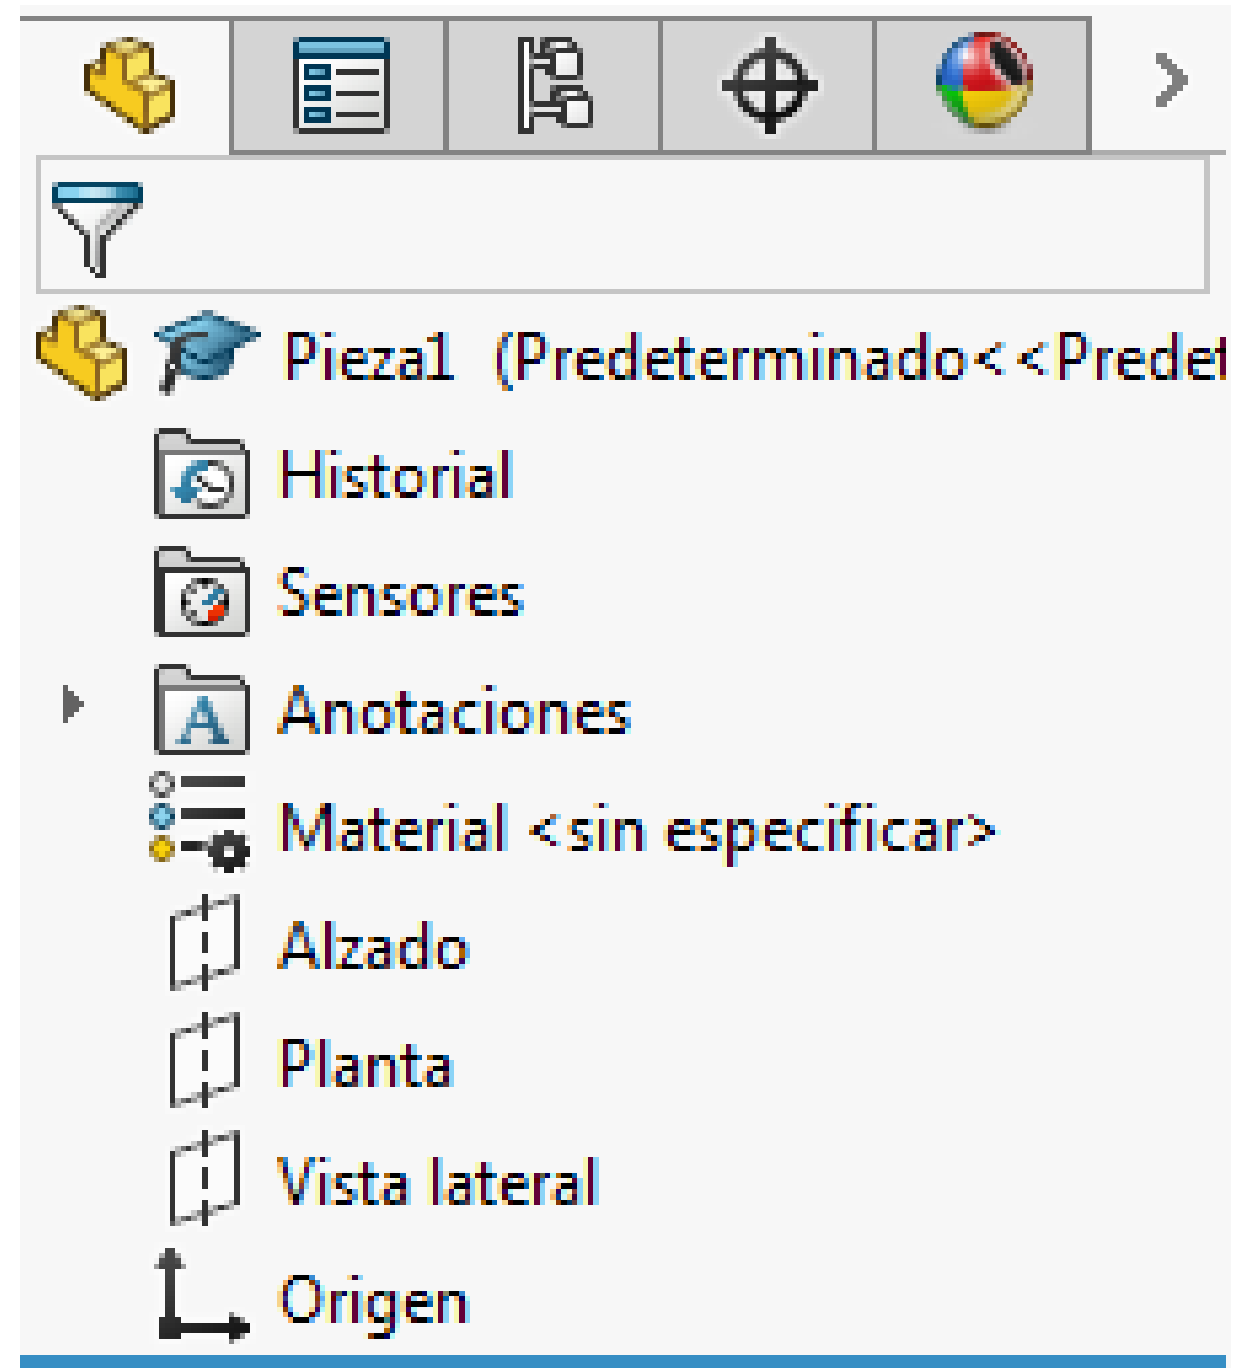 Pieza1 (Predeterminado<<Predet
Historial
Sensores
Anotaciones
Material <sin especificar>
Alzado
Planta
Vista lateral
Origen